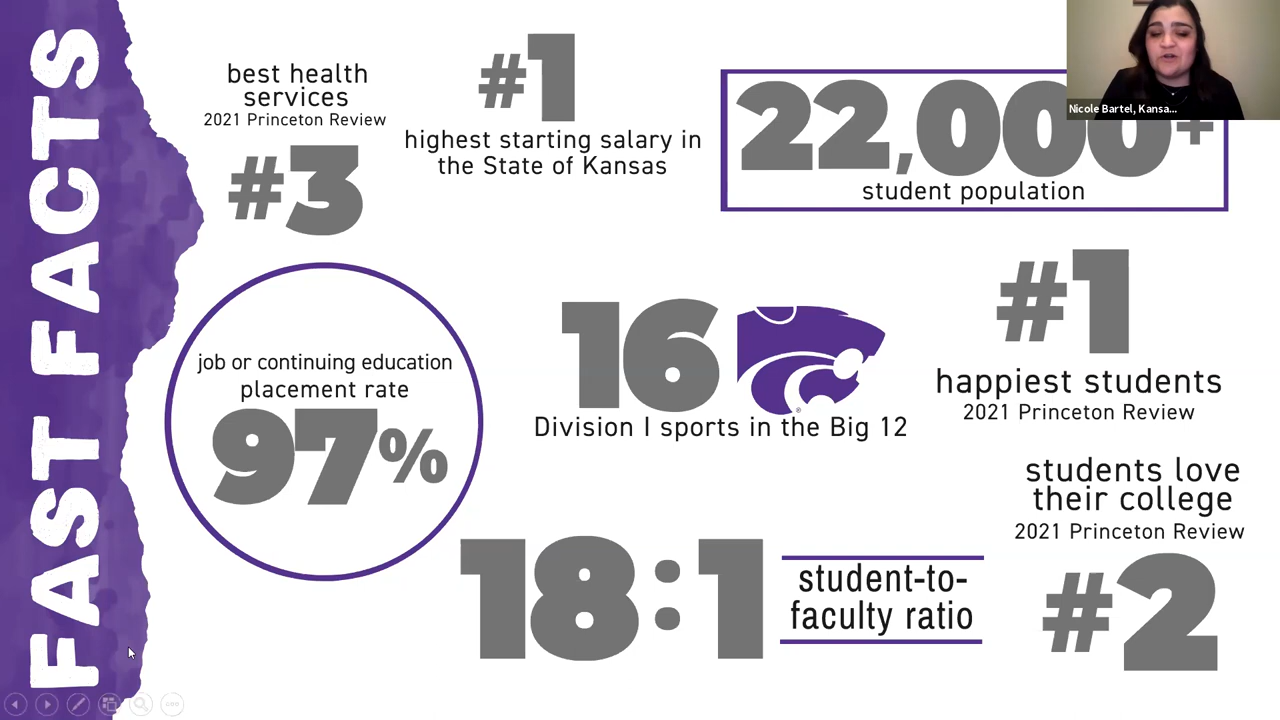 FAST FACTS
best health
services
2021 Princeton Review
#3
#1
highest starting salary in
the State of Kansas
22,000+
student population
Nicole Bartel, Kansa...
job or continuing education
placement rate
97%
16
®
Division I sports in the Big 12
#1
happiest students
2021 Princeton Review
students love
their college
2021 Princeton Review
#2
18:1
student-to-
faculty ratio